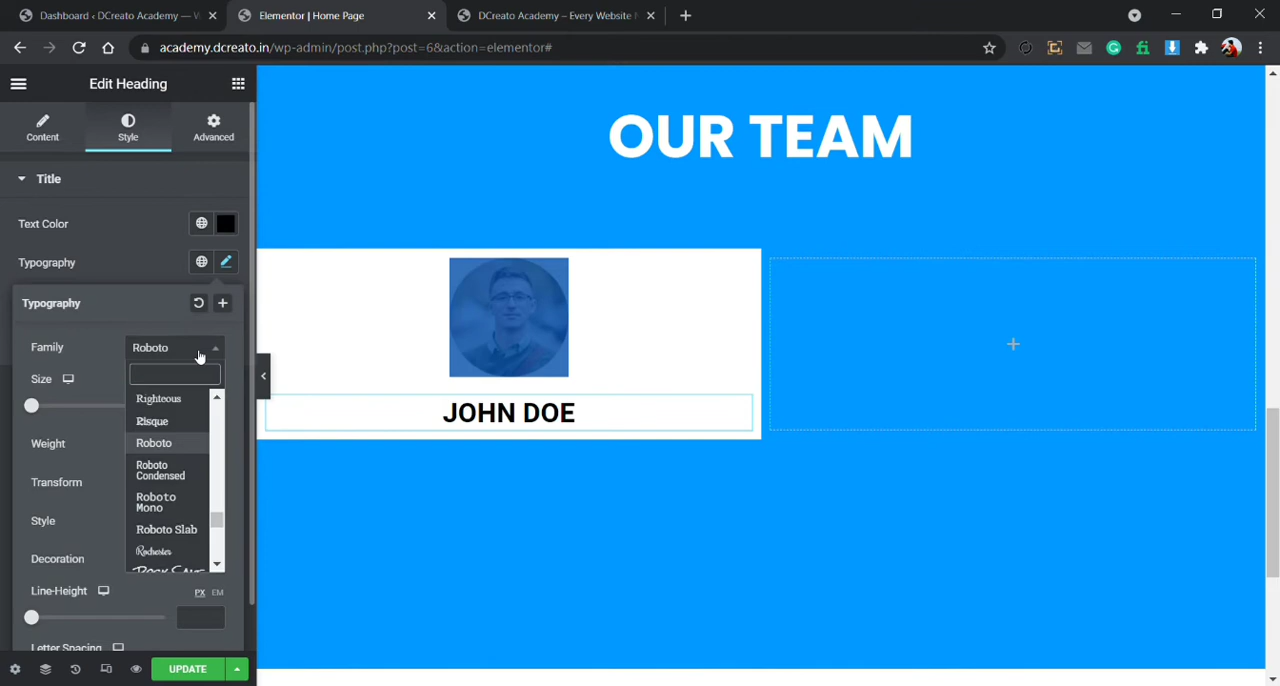 Dashboard ‹ DCreato Academy — W
Elementor | Home Page
DCreato Academy – Every Website
academy.dcreato.in/wp-admin/post.php?post=6&action=elementor#
Edit Heading
Content
Style
Advanced
Title
Text Color
Typography
Typography
Family
Roboto
Size
Righteous
Risque
Roboto
Roboto
Condensed
Roboto
Mono
Roboto Slab
Rochester
Weight
Transform
Style
Decoration
Line-Height
PX EM
Letter Spacing
UPDATE
OUR TEAM
JOHN DOE